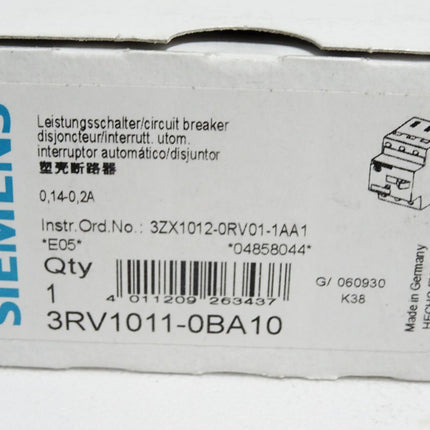 SIEMENS
Leistungsschalter/circuit breaker
disjoncteur/interrutt. utom.
interruptor automático/disjuntor
塑壳断路器
0,14-0,2A
Instr.Ord.No.: 3ZX1012-0RV01-1AA1
*E05* *04858044*
Qty
1
4 011209 263437
G/ 060930
K38
3RV1011-0BA10
Made in Germany